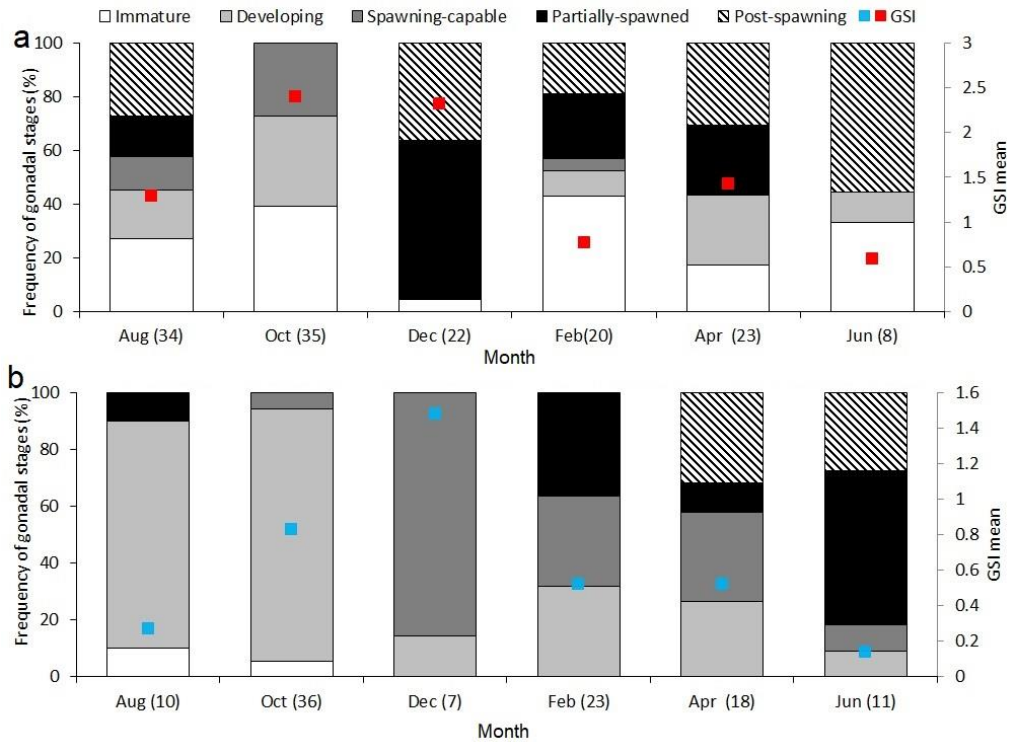 Immature Developing Spawning-capable Partially-spawned Post-spawning GSI
a
Frequency of gonadal stages (%)
100
80
60
40
20
0
3
2.5
2
1.5
1
0.5
0
GSI mean
Aug (34) Oct (35) Dec (22) Feb(20) Apr (23) Jun (8)
Month
b
Frequency of gonadal stages (%)
100
80
60
40
20
0
1.6
1.4
1.2
1
0.8
0.6
0.4
0.2
0
GSI mean
Aug (10) Oct (36) Dec (7) Feb (23) Apr (18) Jun (11)
Month